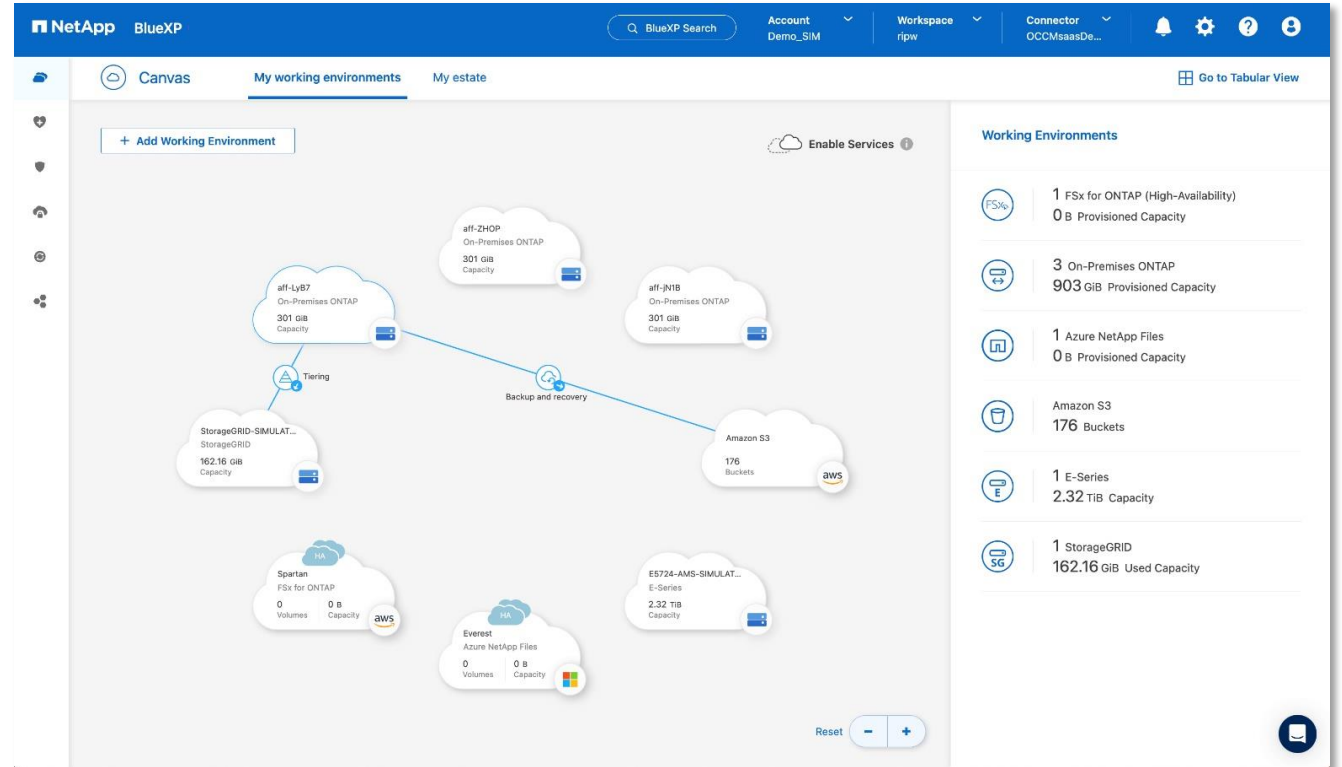 NetApp BlueXP
BlueXP Search
Account
Demo_SIM
Workspace
ripw
Connector
OCCMsaasDe...
Canvas
My working environments
My estate
Go to Tabular View
+ Add Working Environment
Enable Services
aff-ZHOP
On-Premises ONTAP
301 GiB
Capacity
aff-LyB7
On-Premises ONTAP
301 GiB
Capacity
aff-jN1B
On-Premises ONTAP
301 GiB
Capacity
Tiering
Backup and recovery
StorageGRID-SIMULAT...
StorageGRID
162.16 GiB
Capacity
Amazon S3
176
Buckets
aws
HA
Spartan
FSx for ONTAP
0 0 B
Volumes Capacity
aws
HA
Everest
Azure NetApp Files
0 0 B
Volumes Capacity
E5724-AMS-SIMULAT...
E-Series
2.32 TiB
Capacity
Reset - +
Working Environments
FSx
1 FSx for ONTAP (High-Availability)
0 B Provisioned Capacity
3 On-Premises ONTAP
903 GiB Provisioned Capacity
1 Azure NetApp Files
0 B Provisioned Capacity
Amazon S3
176 Buckets
E
1 E-Series
2.32 TiB Capacity
SG
1 StorageGRID
162.16 GiB Used Capacity